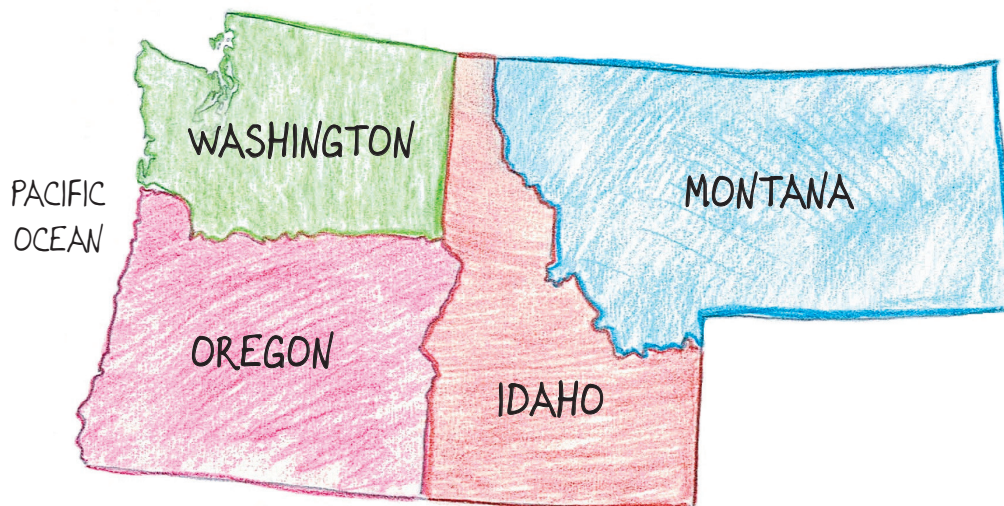 WASHINGTON
MONTANA
PACIFIC
OCEAN
OREGON
IDAHO